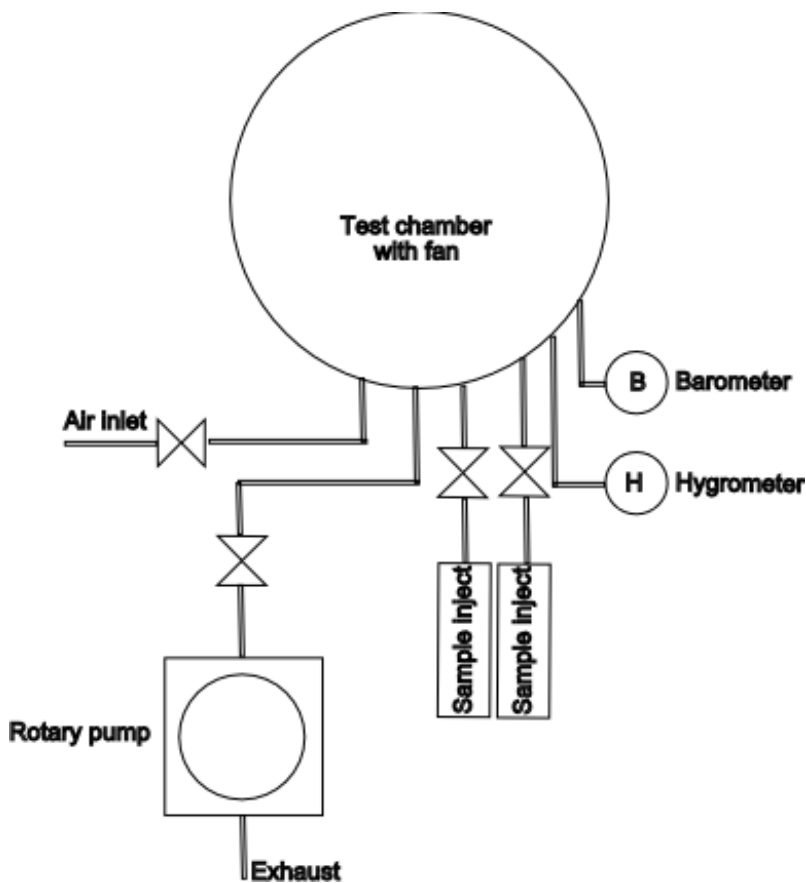 Test chamber
with fan
B
Barometer
Air inlet
H
Hygrometer
Sample inject
Sample inject
Rotary pump
Exhaust